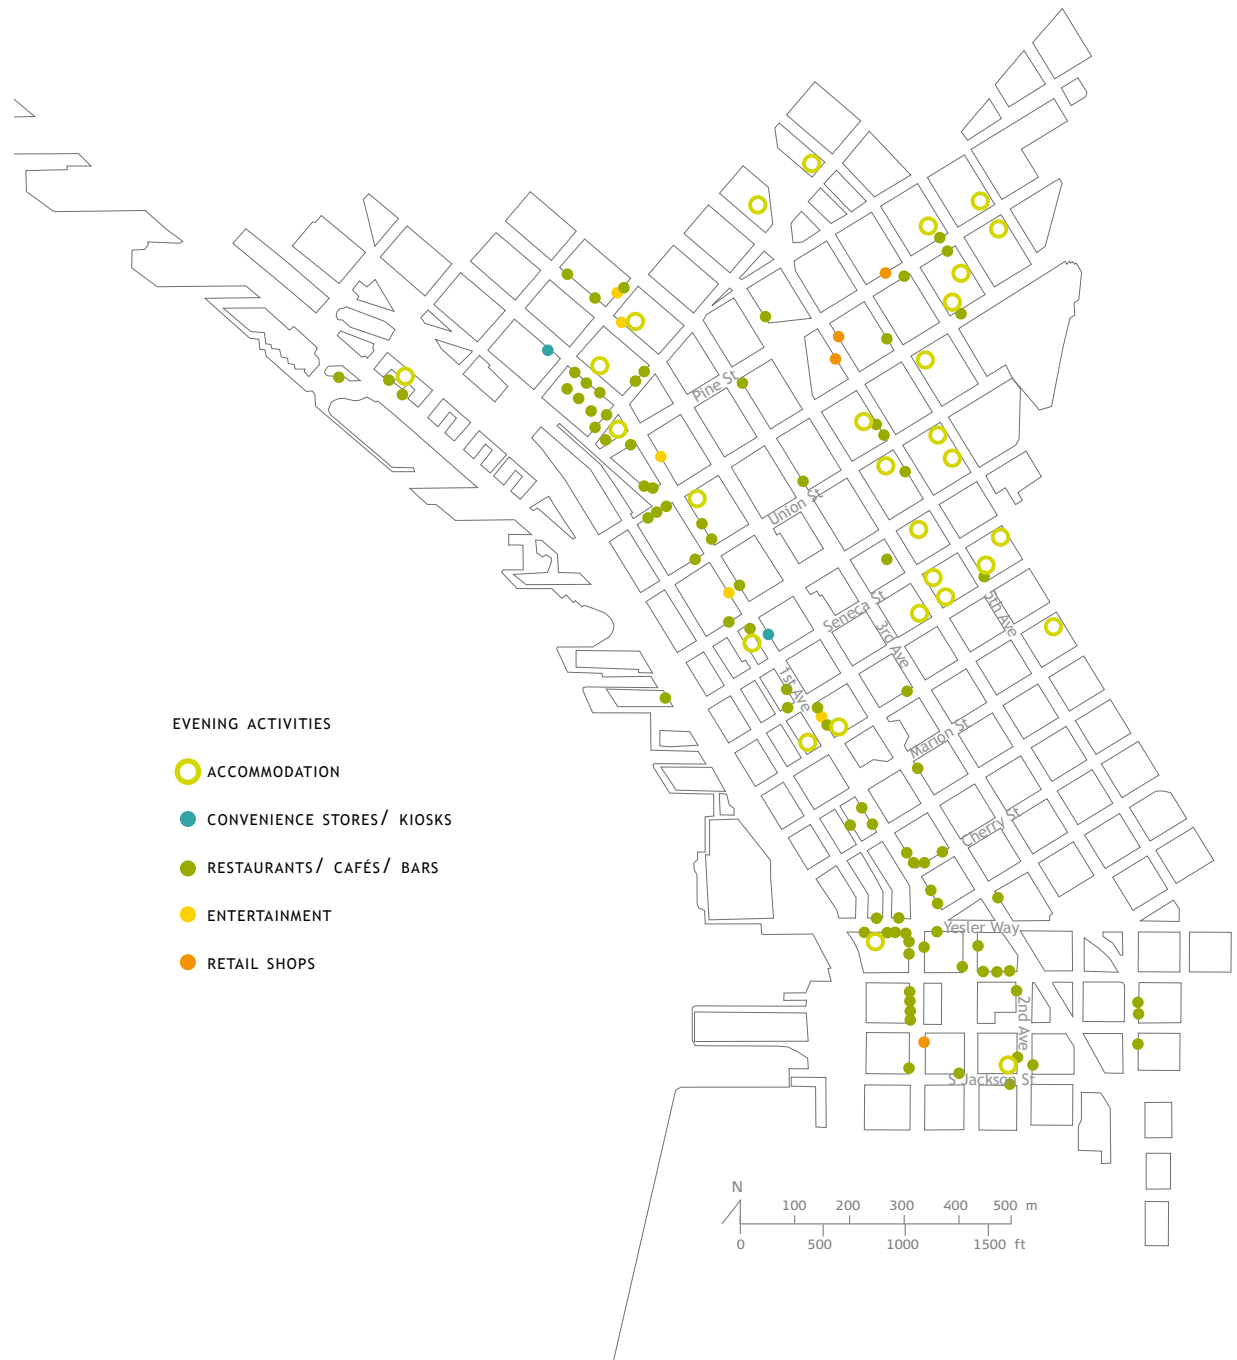 Pine St
Union St
Seneca St
3rd Ave
5th Ave
1st Ave
Marion St
Cherry St
Yesler Way
2nd Ave
S Jackson St
EVENING ACTIVITIES
ACCOMMODATION
CONVENIENCE STORES/ KIOSKS
RESTAURANTS/ CAFÉS/ BARS
ENTERTAINMENT
RETAIL SHOPS
N
100 200 300 400 500 m
0 500 1000 1500 ft